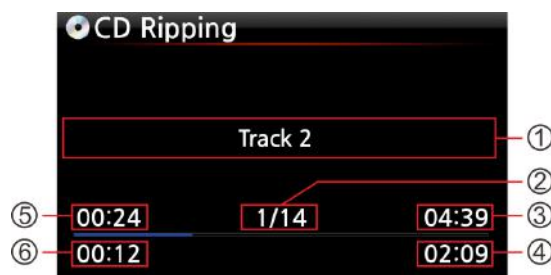 CD Ripping
Track 2 ①
②
⑤ 00:24 1/14 04:39 ③
⑥ 00:12 02:09 ④